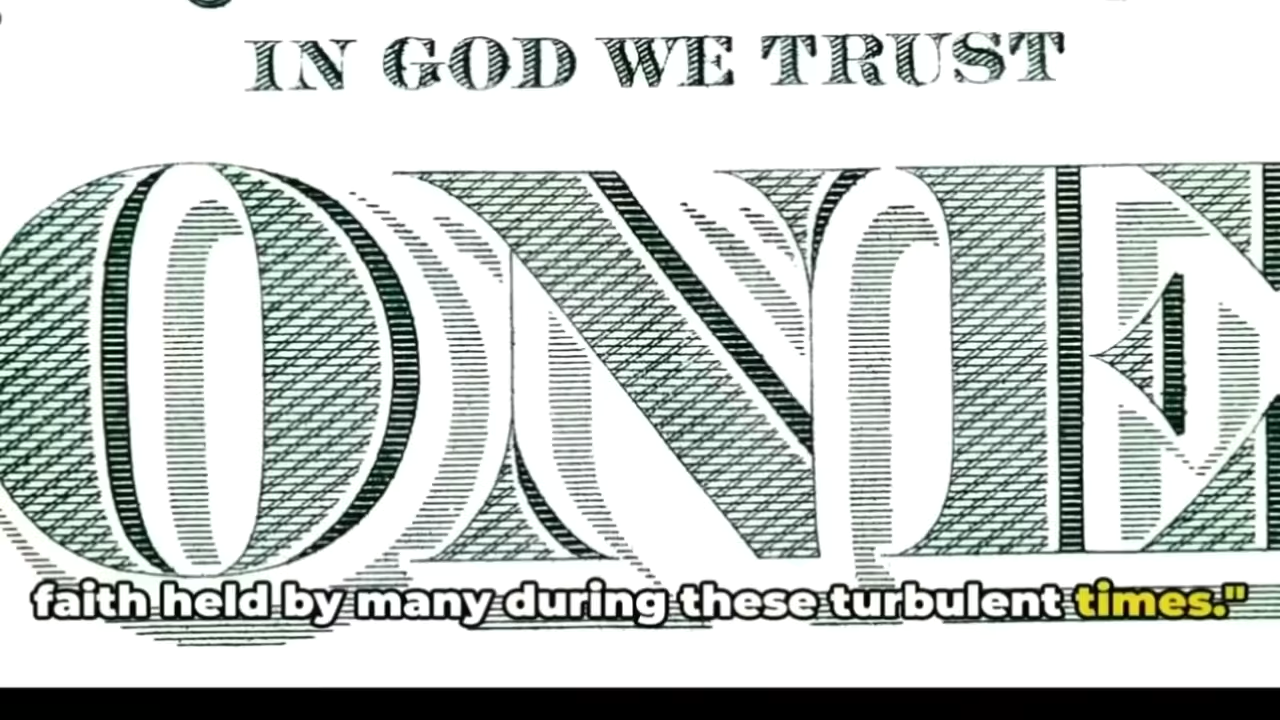 IN GOD WE TRUST
ONE
faith held by many during these turbulent times."